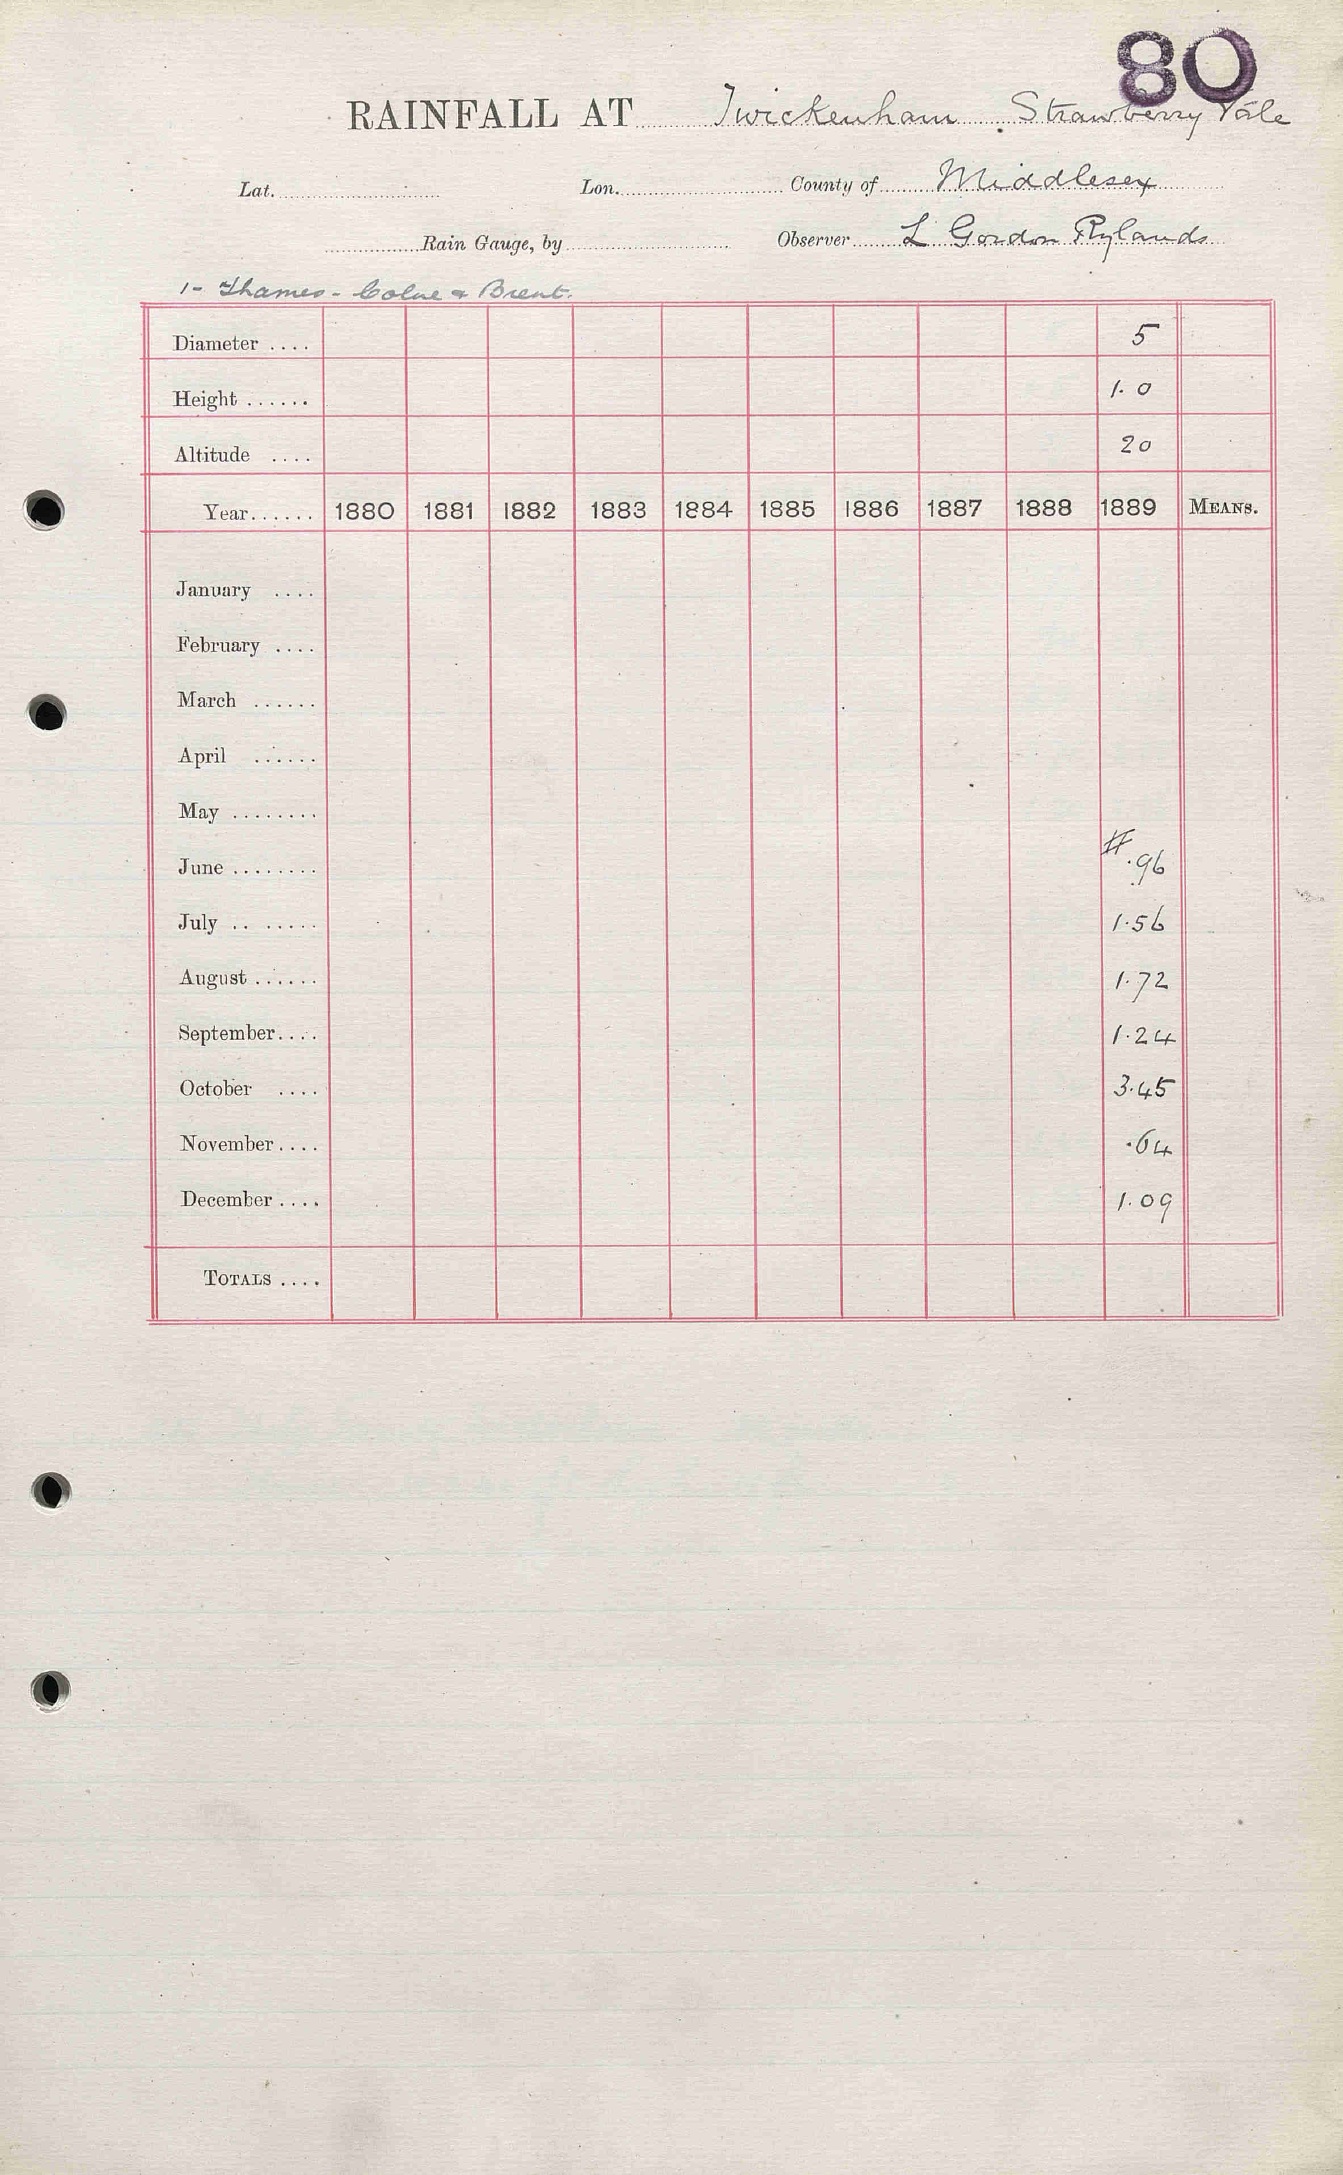 80
RAINFALL AT Twickenham Strawberry Vale
Lat. Lon. County of Middlesex
Rain Gauge, by Observer L Gordon Rylands
1- Thames - Colne & Brent.
Diameter .... 5
Height ...... 1.0
Altitude .... 20
Year...... 1880 1881 1882 1883 1884 1885 1886 1887 1888 1889 MEANS.
January ....
February ....
March ......
April ......
May ........
June ........ # .96
July .. ..... 1.56
August ...... 1.72
September.... 1.24
October .... 3.45
November.... .64
December.... 1.09
TOTALS ....